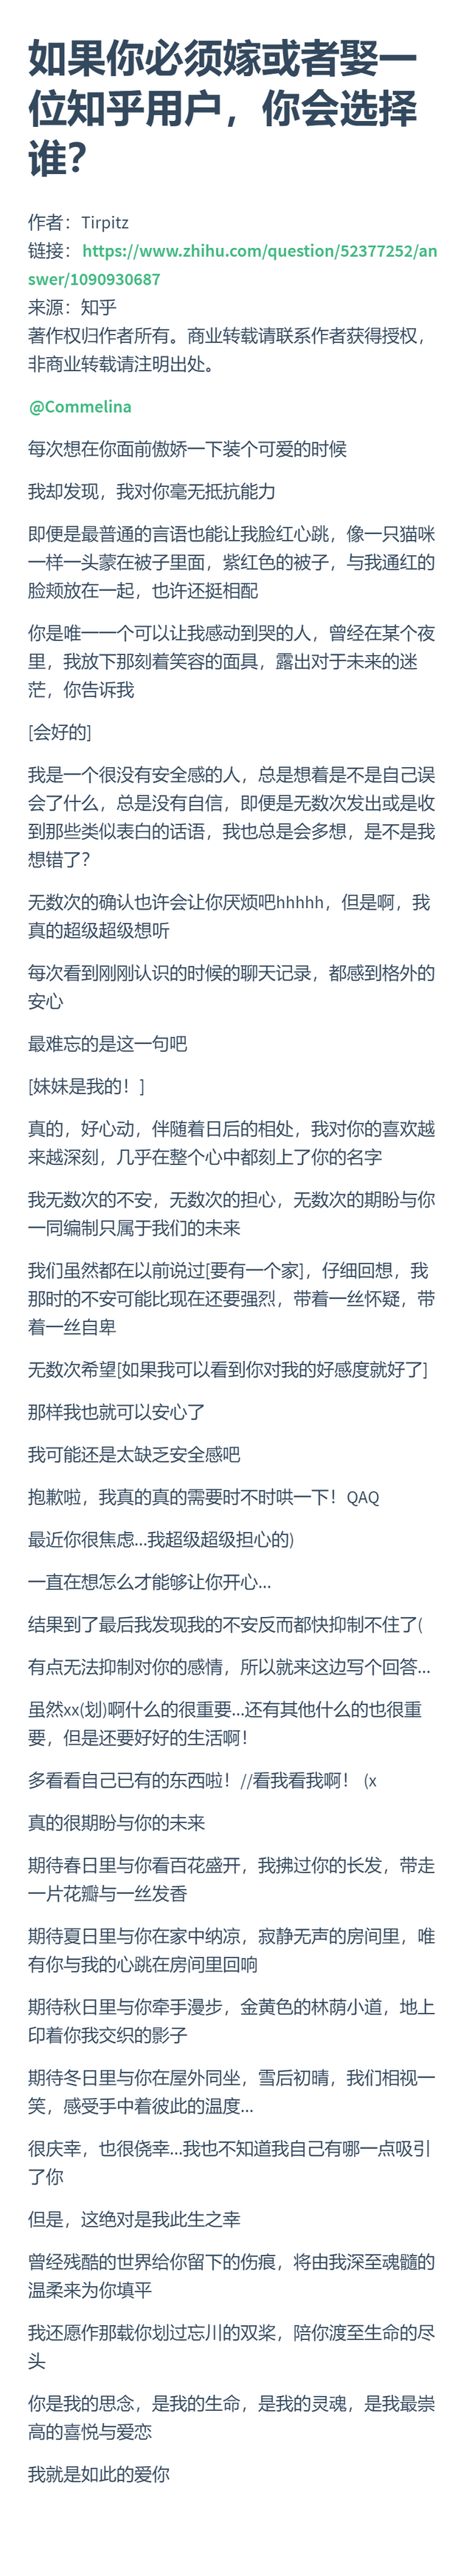 如果你必须嫁或者娶一
位知乎用户，你会选择
谁？
作者：Tirpitz
链接：https://www.zhihu.com/question/52377252/an
swer/1090930687
来源：知乎
著作权归作者所有。商业转载请联系作者获得授权，
非商业转载请注明出处。
@Commelina
每次想在你面前傲娇一下装个可爱的时候
我却发现，我对你毫无抵抗能力
即便是最普通的言语也能让我脸红心跳，像一只猫咪
一样一头蒙在被子里面，紫红色的被子，与我通红的
脸颊放在一起，也许还挺相配
你是唯一一个可以让我感动到哭的人，曾经在某个夜
里，我放下那刻着笑容的面具，露出对于未来的迷
茫，你告诉我
[会好的]
我是一个很没有安全感的人，总是想着是不是自己误
会了什么，总是没有自信，即便是无数次发出或是收
到那些类似表白的话语，我也总是会多想，是不是我
想错了？
无数次的确认也许会让你厌烦吧hhhhh，但是啊，我
真的超级超级想听
每次看到刚刚认识的时候的聊天记录，都感到格外的
安心
最难忘的是这一句吧
[妹妹是我的！]
真的，好心动，伴随着日后的相处，我对你的喜欢越
来越深刻，几乎在整个心中都刻上了你的名字
我无数次的不安，无数次的担心，无数次的期盼与你
一同编制只属于我们的未来
我们虽然都在以前说过[要有一个家]，仔细回想，我
那时的不安可能比现在还要强烈，带着一丝怀疑，带
着一丝自卑
无数次希望[如果我可以看到你对我的好感度就好了]
那样我也就可以安心了
我可能还是太缺乏安全感吧
抱歉啦，我真的真的需要时不时哄一下！QAQ
最近你很焦虑...我超级超级担心的)
一直在想怎么才能够让你开心...
结果到了最后我发现我的不安反而都快抑制不住了(
有点无法抑制对你的感情，所以就来这边写个回答...
虽然xx(划)啊什么的很重要...还有其他什么的也很重
要，但是还要好好的生活啊！
多看看自己已有的东西啦！//看我看我啊！ (x
真的很期盼与你的未来
期待春日里与你看百花盛开，我拂过你的长发，带走
一片花瓣与一丝发香
期待夏日里与你在家中纳凉，寂静无声的房间里，唯
有你与我的心跳在房间里回响
期待秋日里与你牵手漫步，金黄色的林荫小道，地上
印着你我交织的影子
期待冬日里与你在屋外同坐，雪后初晴，我们相视一
笑，感受手中着彼此的温度...
很庆幸，也很侥幸...我也不知道我自己有哪一点吸引
了你
但是，这绝对是我此生之幸
曾经残酷的世界给你留下的伤痕，将由我深至魂髓的
温柔来为你填平
我还愿作那载你划过忘川的双桨，陪你渡至生命的尽
头
你是我的思念，是我的生命，是我的灵魂，是我最崇
高的喜悦与爱恋
我就是如此的爱你